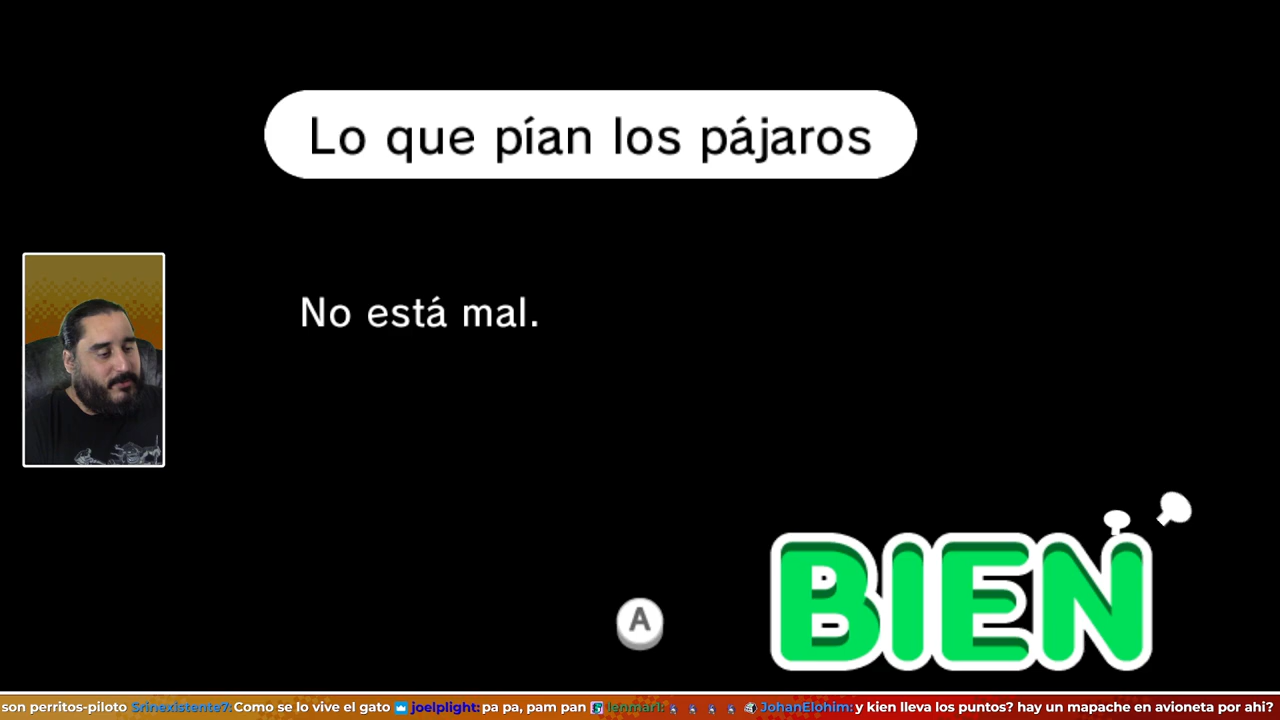 Lo que pían los pájaros
No está mal.
BIEN
A
son perritos-piloto Srinexistente7: Como se lo vive el gato joelplight: pa pa, pam pan lenmari: JohanElohim: y kien lleva los puntos? hay un mapache en avioneta por ahi?